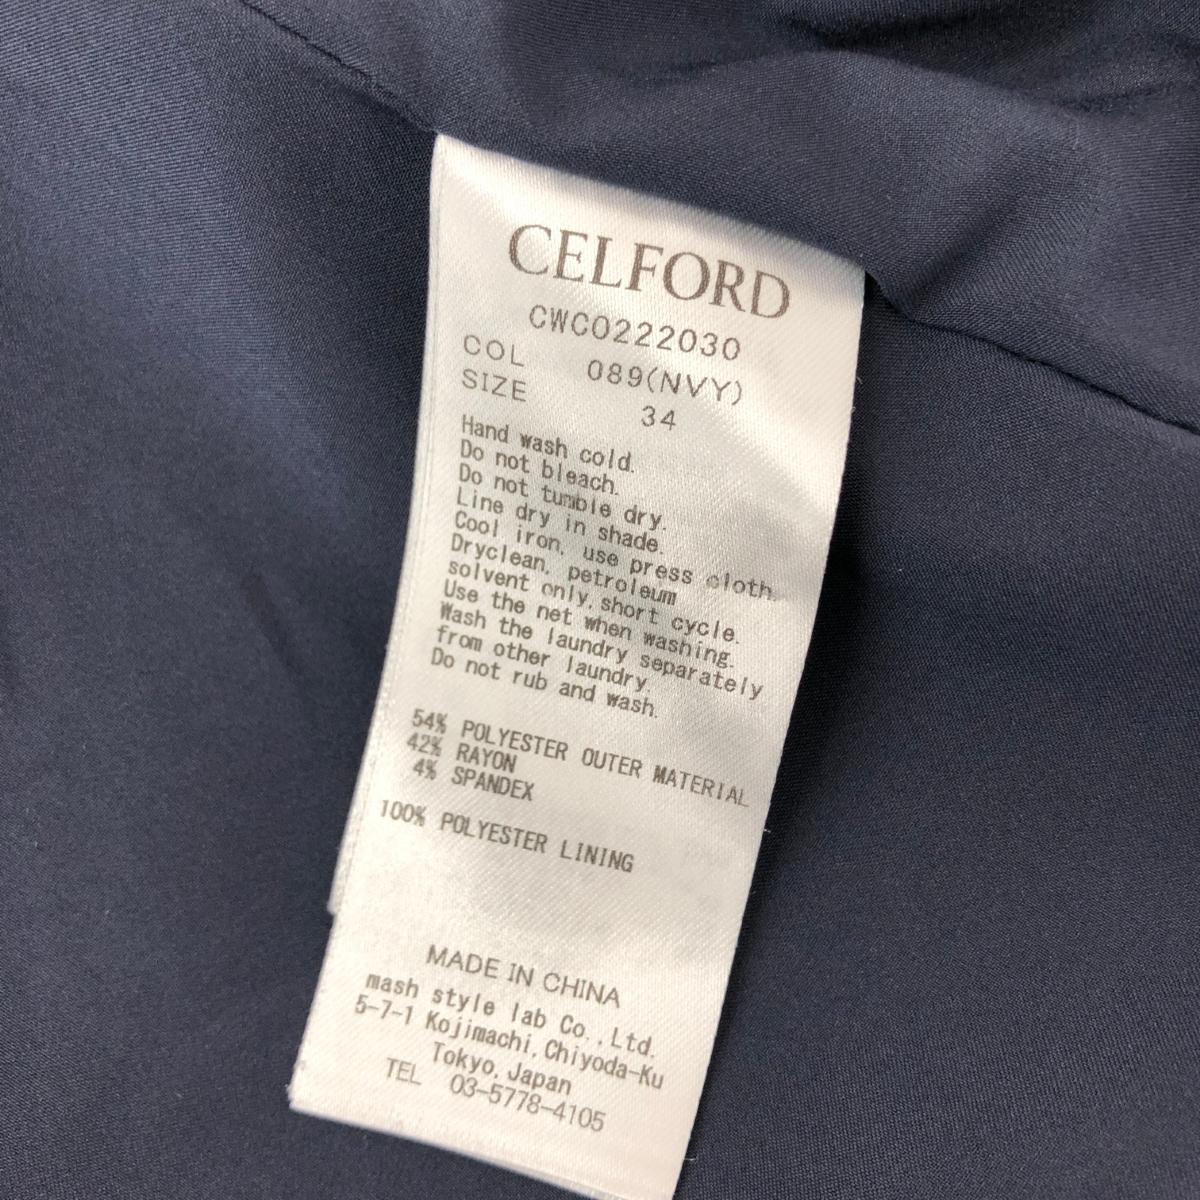 CELFORD
CWCO222030
COL 089(NVY)
SIZE 34
Hand wash cold.
Do not bleach.
Do not tumble dry.
Line dry in shade.
Cool iron, use press cloth.
Dryclean, petroleum
solvent only, short cycle.
Use the net when washing.
Wash the laundry separately
from other laundry.
Do not rub and wash.
54% POLYESTER OUTER MATERIAL
42% RAYON
4% SPANDEX
100% POLYESTER LINING
MADE IN CHINA
mash style lab Co.,Ltd.
5-7-1 Kojimachi, Chiyoda-Ku
Tokyo, Japan
TEL 03-5778-4105